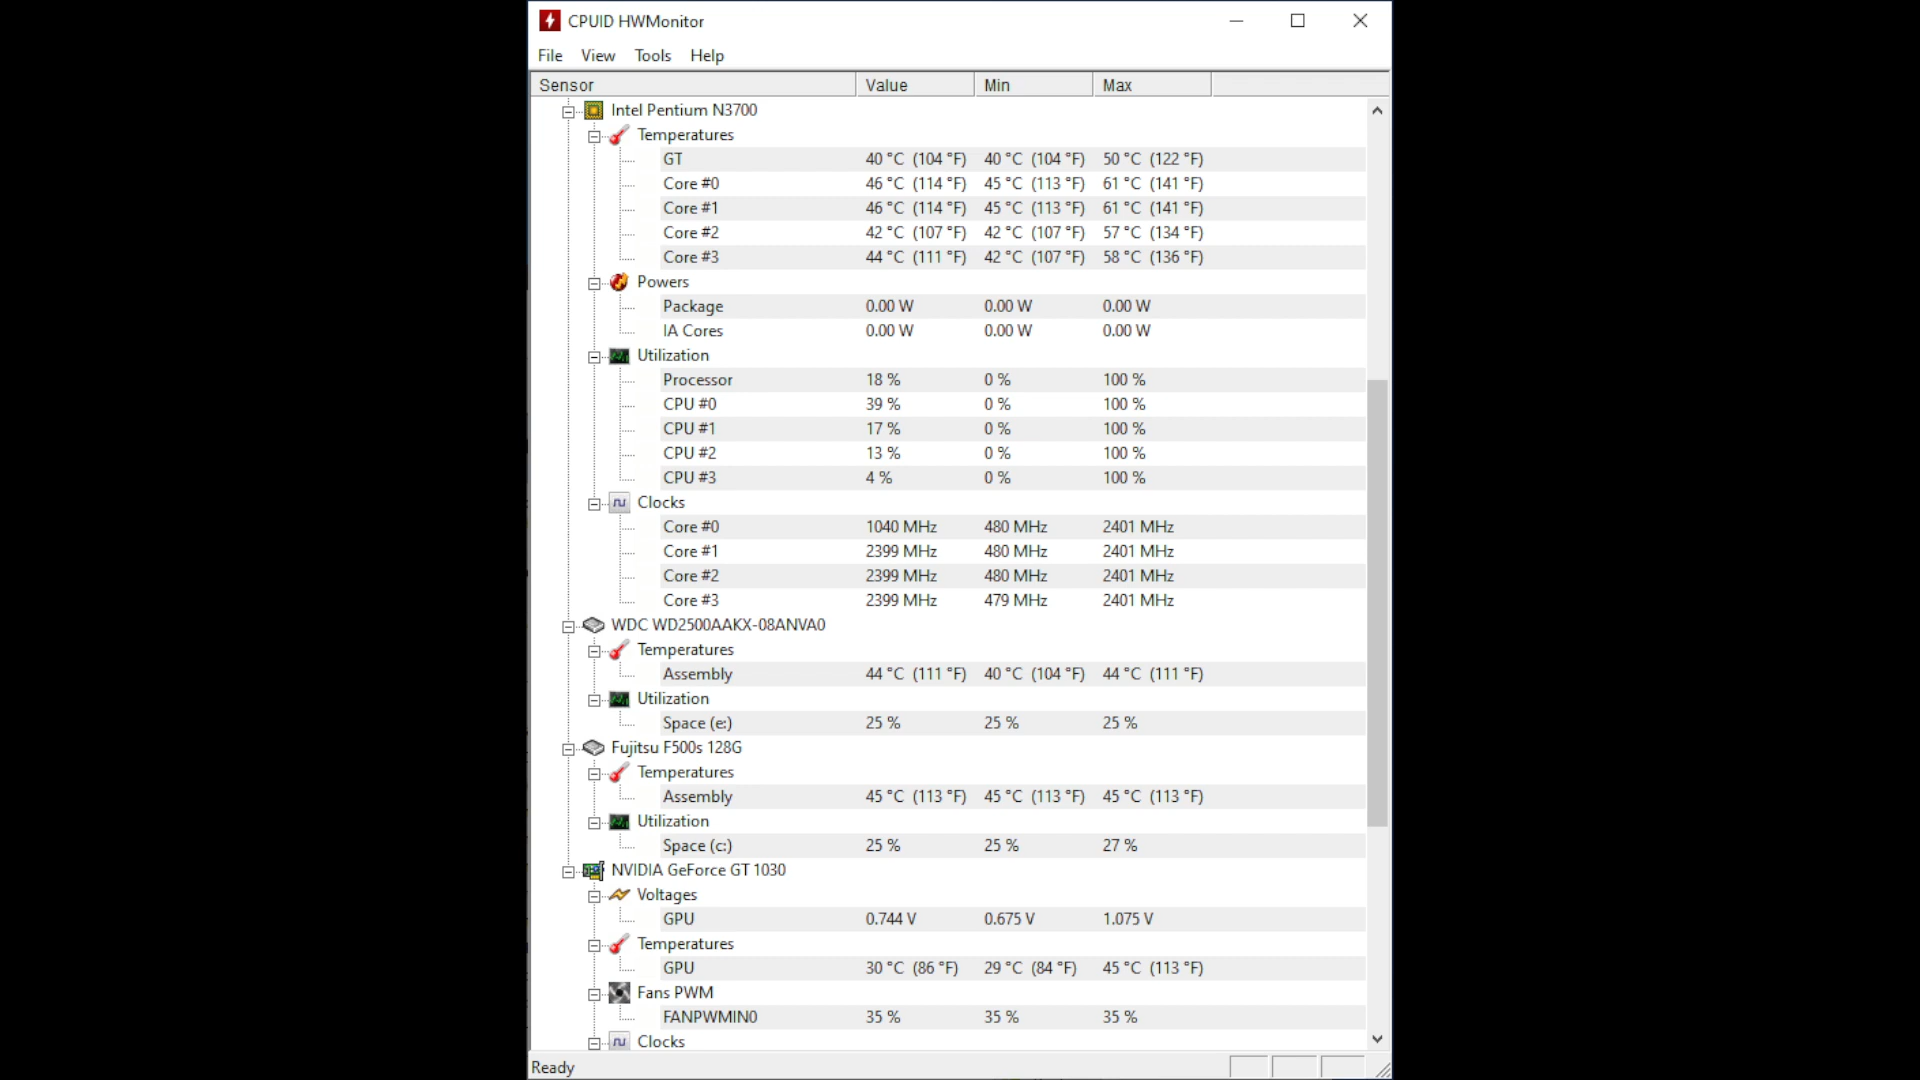 CPUID HWMonitor
File View Tools Help
Sensor Value Min Max
Intel Pentium N3700
Temperatures
GT 40 °C (104 °F) 40 °C (104 °F) 50 °C (122 °F)
Core #0 46 °C (114 °F) 45 °C (113 °F) 61 °C (141 °F)
Core #1 46 °C (114 °F) 45 °C (113 °F) 61 °C (141 °F)
Core #2 42 °C (107 °F) 42 °C (107 °F) 57 °C (134 °F)
Core #3 44 °C (111 °F) 42 °C (107 °F) 58 °C (136 °F)
Powers
Package 0.00 W 0.00 W 0.00 W
IA Cores 0.00 W 0.00 W 0.00 W
Utilization
Processor 18 % 0 % 100 %
CPU #0 39 % 0 % 100 %
CPU #1 17 % 0 % 100 %
CPU #2 13 % 0 % 100 %
CPU #3 4 % 0 % 100 %
Clocks
Core #0 1040 MHz 480 MHz 2401 MHz
Core #1 2399 MHz 480 MHz 2401 MHz
Core #2 2399 MHz 480 MHz 2401 MHz
Core #3 2399 MHz 479 MHz 2401 MHz
WDC WD2500AAKX-08ANVA0
Temperatures
Assembly 44 °C (111 °F) 40 °C (104 °F) 44 °C (111 °F)
Utilization
Space (e:) 25 % 25 % 25 %
Fujitsu F500s 128G
Temperatures
Assembly 45 °C (113 °F) 45 °C (113 °F) 45 °C (113 °F)
Utilization
Space (c:) 25 % 25 % 27 %
NVIDIA GeForce GT 1030
Voltages
GPU 0.744 V 0.675 V 1.075 V
Temperatures
GPU 30 °C (86 °F) 29 °C (84 °F) 45 °C (113 °F)
Fans PWM
FANPWMIN0 35 % 35 % 35 %
Clocks
Ready